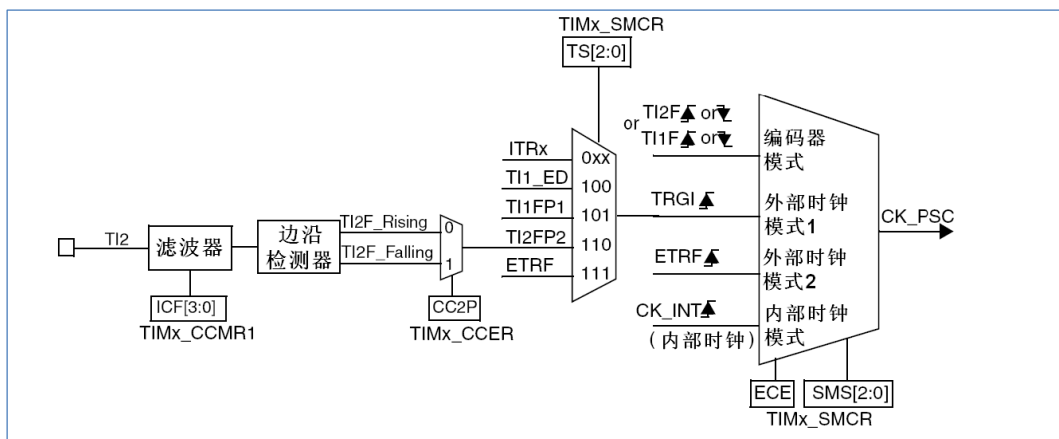 TIMx_SMCR
TS[2:0]
or TI2F or
TI1F or
编码器
模式
ITRx
0xx
TI1_ED
100
TI1FP1
101
TRGI
外部时钟
模式1
CK_PSC
TI2
滤波器
边沿
检测器
TI2F_Rising
0
TI2F_Falling
1
TI2FP2
110
ETRF
111
ETRF
外部时钟
模式2
ICF[3:0]
TIMx_CCMR1
CC2P
TIMx_CCER
CK_INT
(内部时钟)
内部时钟
模式
ECE
SMS[2:0]
TIMx_SMCR